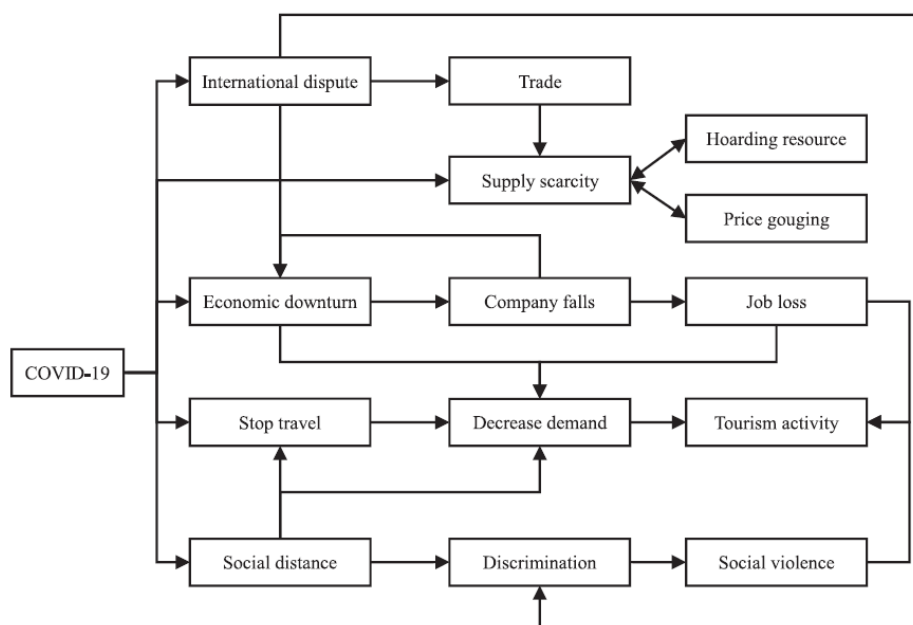 International dispute
Trade
Hoarding resource
Supply scarcity
Price gouging
Economic downturn
Company falls
Job loss
COVID-19
Stop travel
Decrease demand
Tourism activity
Social distance
Discrimination
Social violence